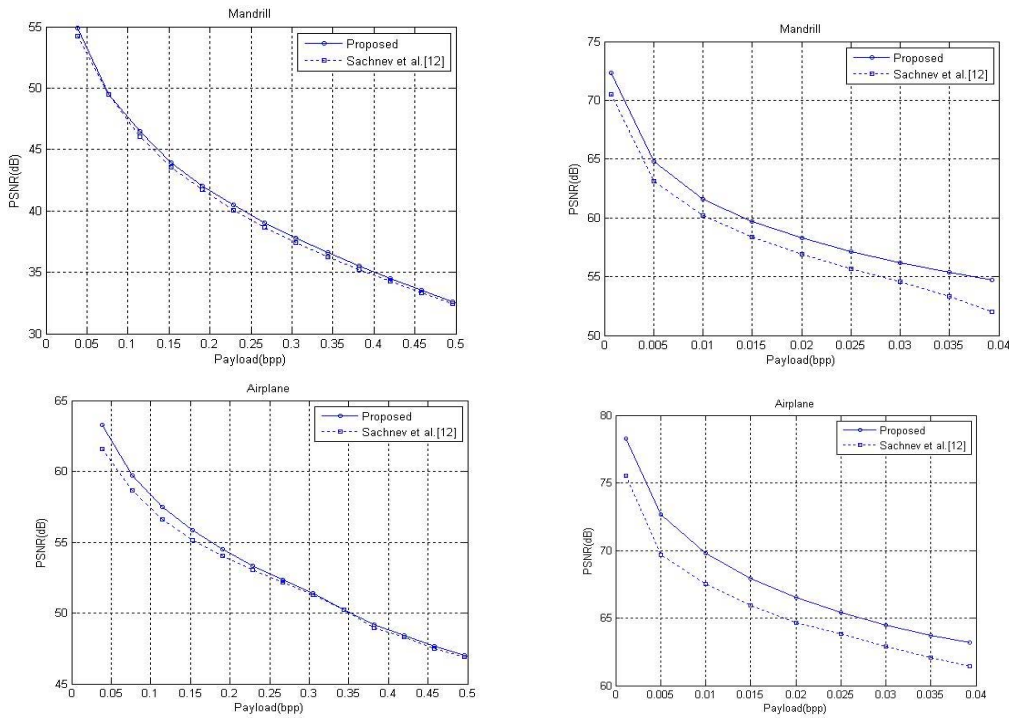 Mandrill
Proposed
Sachnev et al.[12]
PSNR(dB)
55
50
45
40
35
30
0 0.05 0.1 0.15 0.2 0.25 0.3 0.35 0.4 0.45 0.5
Payload(bpp)
Mandrill
Proposed
Sachnev et al.[12]
PSNR(dB)
75
70
65
60
55
50
0 0.005 0.01 0.015 0.02 0.025 0.03 0.035 0.04
Payload(bpp)
Airplane
Proposed
Sachnev et al.[12]
PSNR(dB)
65
60
55
50
45
0 0.05 0.1 0.15 0.2 0.25 0.3 0.35 0.4 0.45 0.5
Payload(bpp)
Airplane
Proposed
Sachnev et al.[12]
PSNR(dB)
80
75
70
65
60
0 0.005 0.01 0.015 0.02 0.025 0.03 0.035 0.04
Payload(bpp)